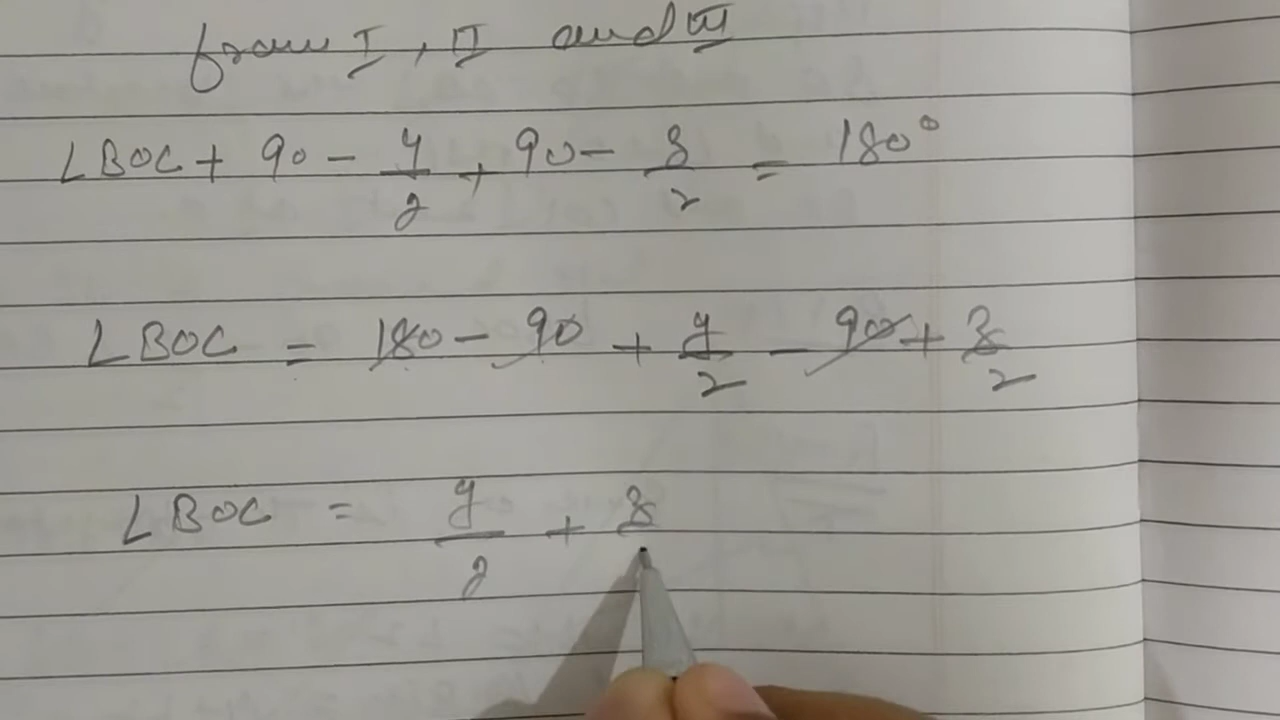 from I, II and III
∠BOC + 90 - y/2 + 90 - z/2 = 180°
∠BOC = 180 - 90 + y/2 - 90 + z/2
∠BOC = y/2 + z